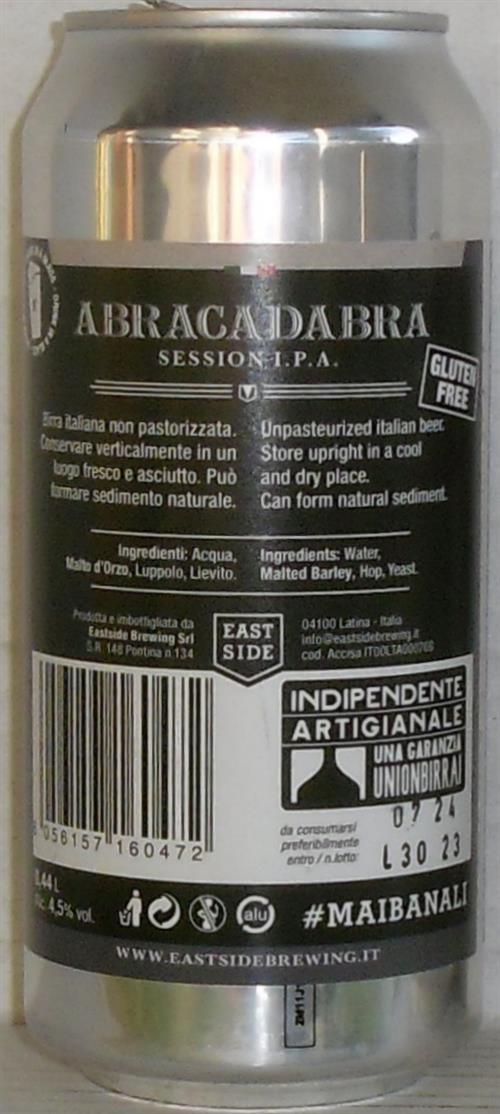 ABRACADABRA
SESSION I.P.A.
GLUTEN
FREE
Birra italiana non pastorizzata.
Conservare verticalmente in un
luogo fresco e asciutto. Può
formare sedimento naturale.
Unpasteurized italian beer.
Store upright in a cool
and dry place.
Can form natural sediment.
Ingredienti: Acqua,
Malto d'Orzo, Luppolo, Lievito.
Ingredients: Water,
Malted Barley, Hop, Yeast.
Prodotta e imbottigliata da
Eastside Brewing Srl
S.R. 148 Pontina n.134
EAST
SIDE
04100 Latina - Italia
info@eastsidebrewing.it
cod. Accisa IT00LTA00076B
INDIPENDENTE
ARTIGIANALE
UNA GARANZIA
UNIONBIRRAI
8 056157 160472
da consumarsi
preferibilmente
entro / n.lotto:
07 24
L30 23
0,44 L
Alc. 4,5% vol.
alu
#MAIBANALI
WWW.EASTSIDEBREWING.IT